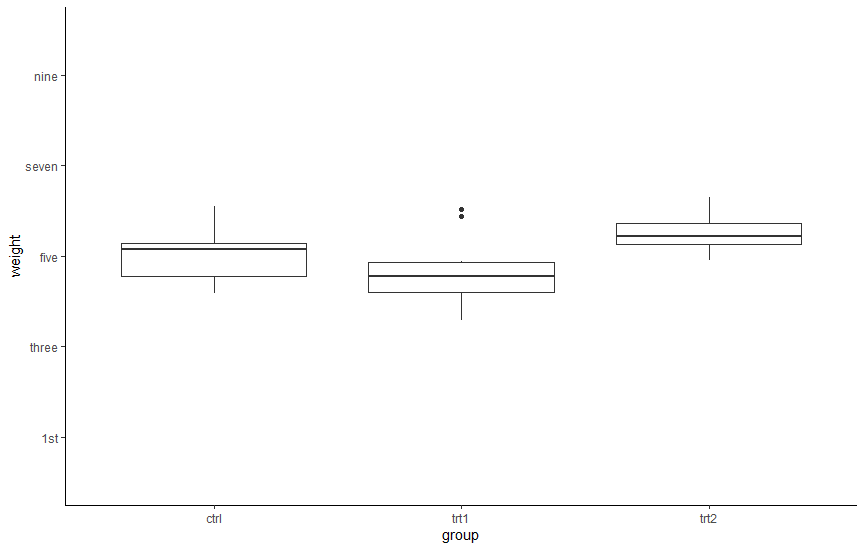 nine
seven
five
three
1st
weight
ctrl
trt1
trt2
group